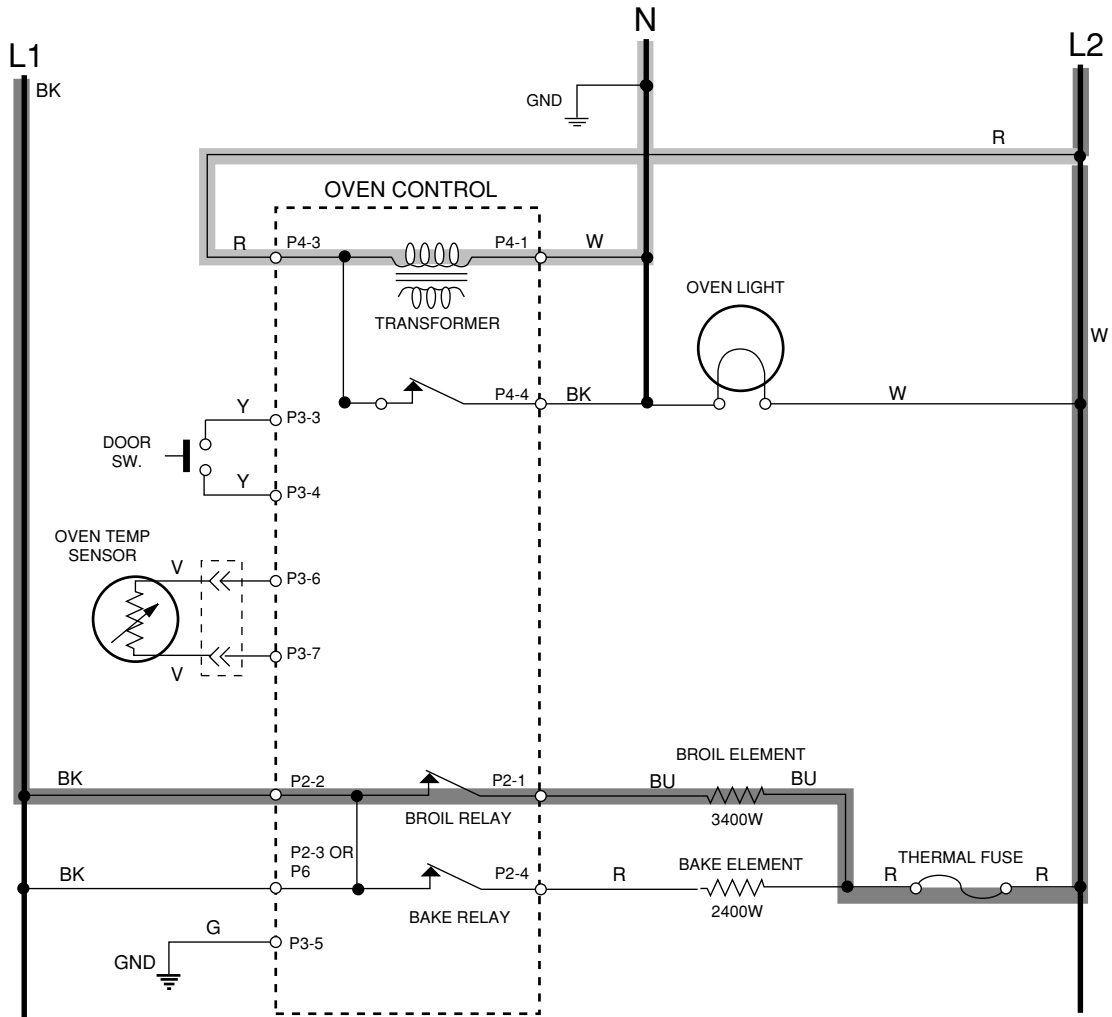 N
L1
L2
BK
GND
R
OVEN CONTROL
R
P4-3
P4-1
W
OVEN LIGHT
TRANSFORMER
W
P4-4
BK
W
Y
P3-3
DOOR
SW.
Y
P3-4
OVEN TEMP
SENSOR
V
P3-6
P3-7
V
BROIL ELEMENT
BK
P2-2
P2-1
BU
BU
BROIL RELAY
3400W
P2-3 OR
P6
BAKE ELEMENT
THERMAL FUSE
BK
P2-4
R
R
R
BAKE RELAY
2400W
G
P3-5
GND